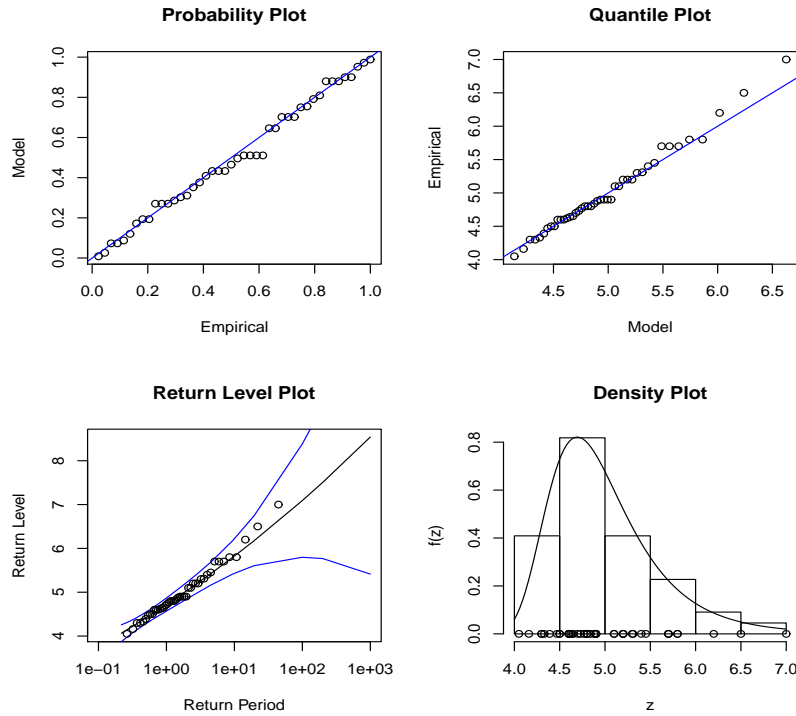 Probability Plot
Model
0.0 0.2 0.4 0.6 0.8 1.0
0.0 0.2 0.4 0.6 0.8 1.0
Empirical
Quantile Plot
Empirical
4.0 4.5 5.0 5.5 6.0 6.5 7.0
4.5 5.0 5.5 6.0 6.5
Model
Return Level Plot
Return Level
4 5 6 7 8
1e−01 1e+00 1e+01 1e+02 1e+03
Return Period
Density Plot
f(z)
0.0 0.2 0.4 0.6 0.8
4.0 4.5 5.0 5.5 6.0 6.5 7.0
z